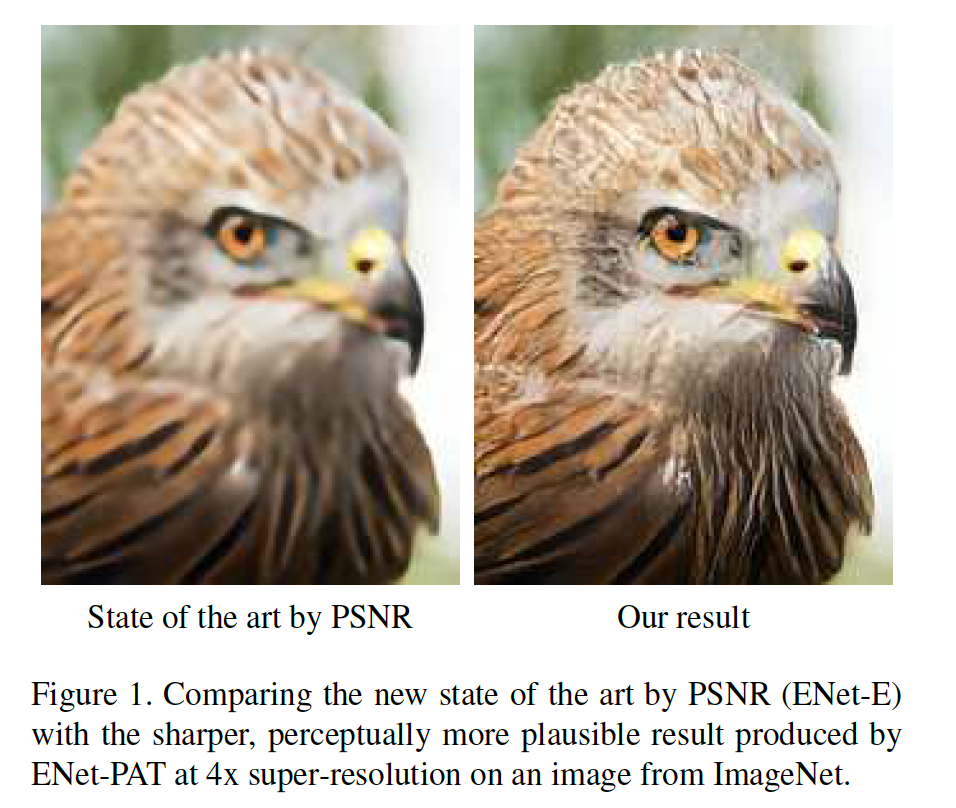 State of the art by PSNR
Our result
Figure 1. Comparing the new state of the art by PSNR (ENet-E)
with the sharper, perceptually more plausible result produced by
ENet-PAT at 4x super-resolution on an image from ImageNet.